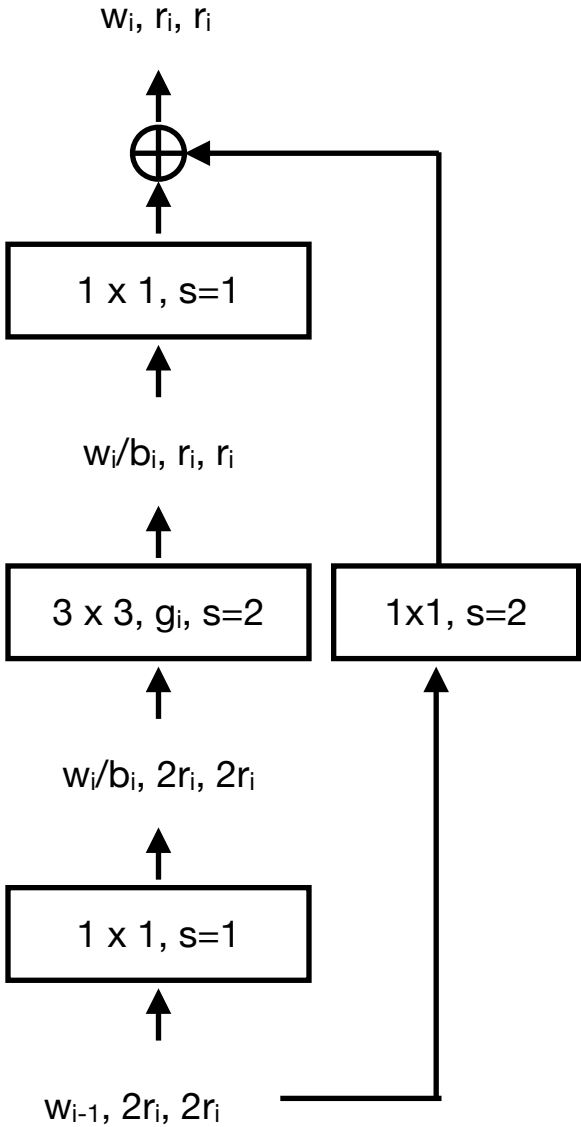 wᵢ, rᵢ, rᵢ
1 x 1, s=1
wᵢ/bᵢ, rᵢ, rᵢ
3 x 3, gᵢ, s=2
1x1, s=2
wᵢ/bᵢ, 2rᵢ, 2rᵢ
1 x 1, s=1
wᵢ₋₁, 2rᵢ, 2rᵢ